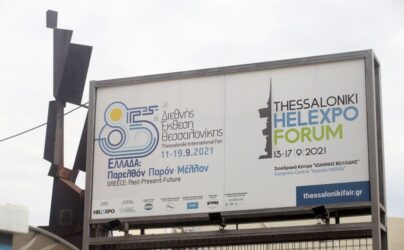 85η
Διεθνής
Έκθεση
Θεσσαλονίκης
Thessaloniki International Fair
11-19.9.2021
ΕΛΛΑΔΑ:
Παρελθόν Παρόν Μέλλον
GREECE: Past-Present-Future
HELEXPO
THESSALONIKI
HELEXPO
FORUM
13-17/9/2021
Συνεδριακό Κέντρο "ΙΩΑΝΝΗΣ ΒΕΛΛΙΔΗΣ"
Congress Centre "Ioannis Vellidis"
thessalonikifair.gr